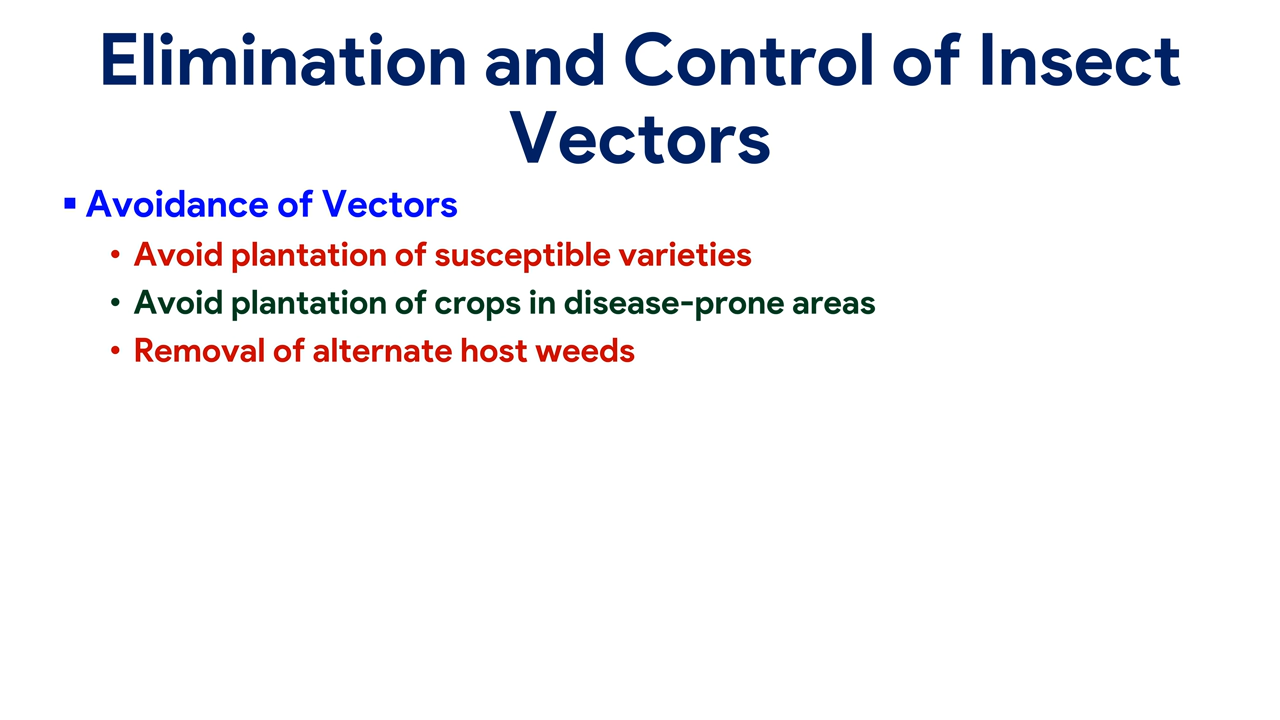 Elimination and Control of Insect
Vectors
▪ Avoidance of Vectors
• Avoid plantation of susceptible varieties
• Avoid plantation of crops in disease-prone areas
• Removal of alternate host weeds